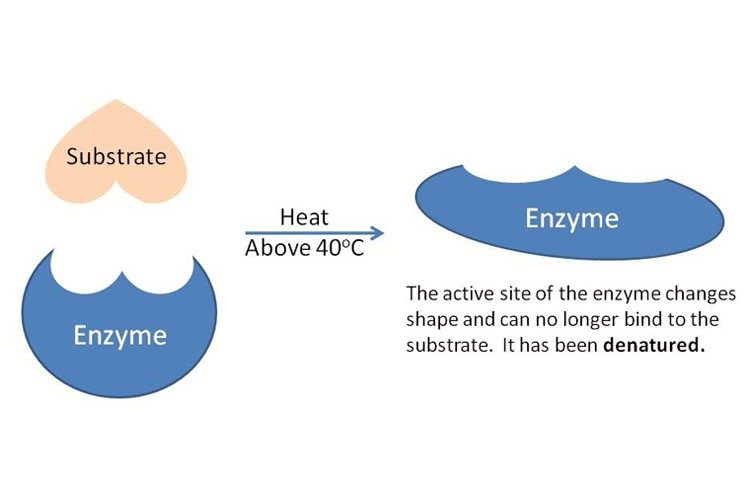 Substrate
Enzyme
Heat
Above 40°C
Enzyme
The active site of the enzyme changes
shape and can no longer bind to the
substrate.  It has been denatured.